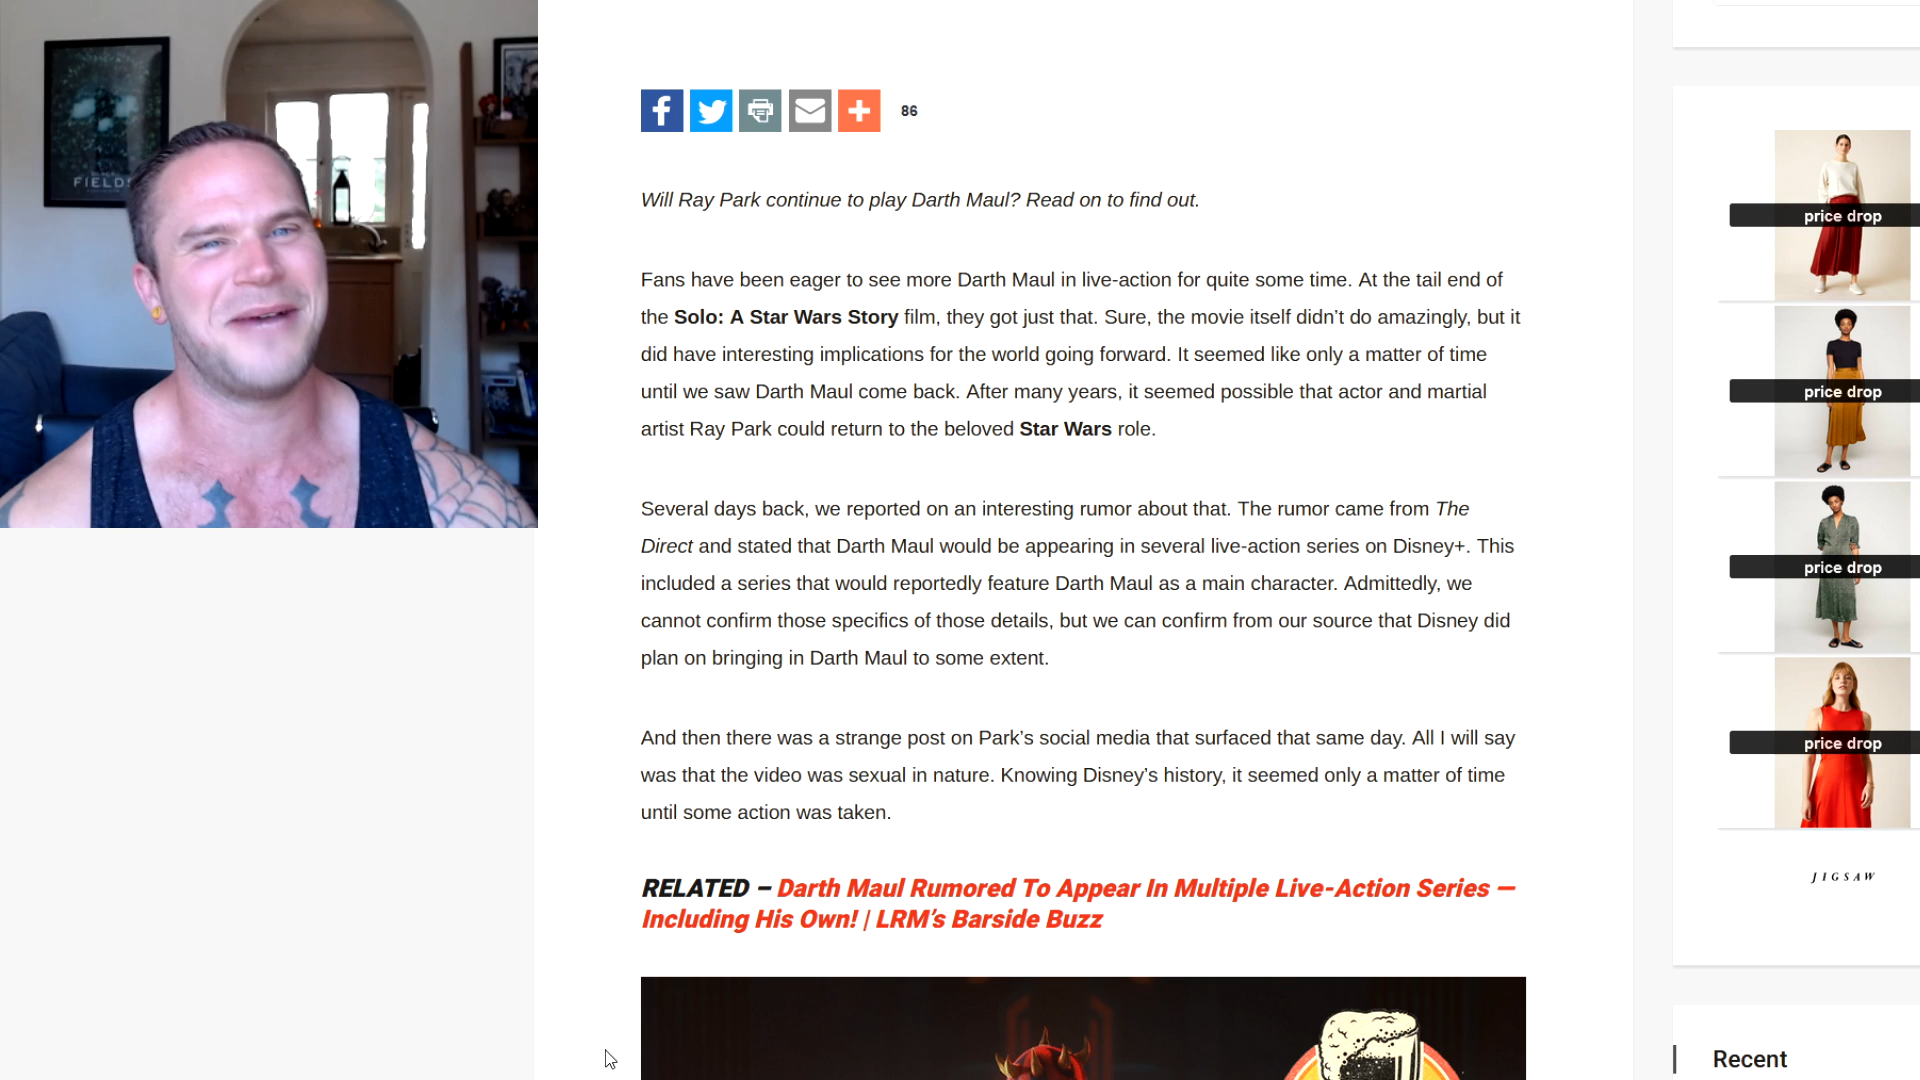 FIELDS
86
Will Ray Park continue to play Darth Maul? Read on to find out.
Fans have been eager to see more Darth Maul in live-action for quite some time. At the tail end of
the Solo: A Star Wars Story film, they got just that. Sure, the movie itself didn’t do amazingly, but it
did have interesting implications for the world going forward. It seemed like only a matter of time
until we saw Darth Maul come back. After many years, it seemed possible that actor and martial
artist Ray Park could return to the beloved Star Wars role.
Several days back, we reported on an interesting rumor about that. The rumor came from The
Direct and stated that Darth Maul would be appearing in several live-action series on Disney+. This
included a series that would reportedly feature Darth Maul as a main character. Admittedly, we
cannot confirm those specifics of those details, but we can confirm from our source that Disney did
plan on bringing in Darth Maul to some extent.
And then there was a strange post on Park’s social media that surfaced that same day. All I will say
was that the video was sexual in nature. Knowing Disney’s history, it seemed only a matter of time
until some action was taken.
RELATED – Darth Maul Rumored To Appear In Multiple Live-Action Series —
Including His Own! | LRM’s Barside Buzz
price drop
price drop
price drop
price drop
JIGSAW
Recent